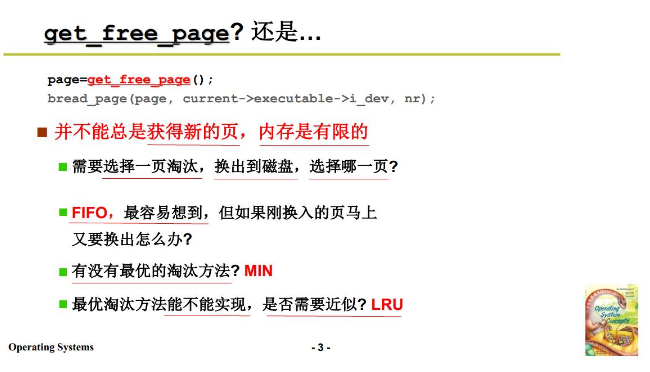 get_free_page? 还是…
page=get_free_page();
bread_page(page, current->executable->i_dev, nr);
并不能总是获得新的页，内存是有限的
需要选择一页淘汰，换出到磁盘，选择哪一页?
FIFO，最容易想到，但如果刚换入的页马上
又要换出怎么办?
有没有最优的淘汰方法? MIN
最优淘汰方法能不能实现，是否需要近似? LRU
Operating
System
Concepts
Operating Systems
- 3 -